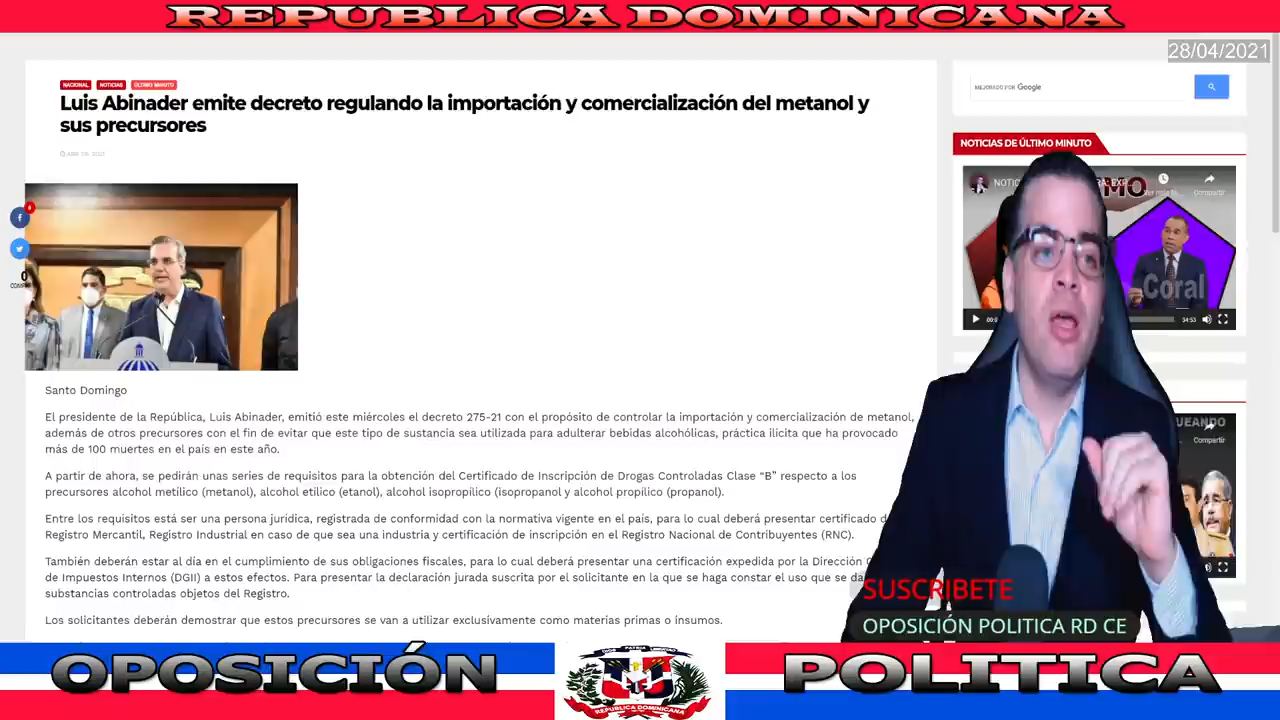 REPUBLICA DOMINICANA
28/04/2021
NACIONAL NOTICIAS ÚLTIMO MINUTO
Luis Abinader emite decreto regulando la importación y comercialización del metanol y
sus precursores
MEJORADO POR Google
NOTICIAS DE ÚLTIMO MINUTO
NOTIC
Compartir
Coral
34:53
0
Santo Domingo
El presidente de la República, Luis Abinader, emitió este miércoles el decreto 275-21 con el propósito de controlar la importación y comercialización de metanol,
además de otros precursores con el fin de evitar que este tipo de sustancia sea utilizada para adulterar bebidas alcohólicas, práctica ilícita que ha provocado
más de 100 muertes en el país en este año.
A partir de ahora, se pedirán unas series de requisitos para la obtención del Certificado de Inscripción de Drogas Controladas Clase “B” respecto a los
precursores alcohol metílico (metanol), alcohol etílico (etanol), alcohol isopropílico (isopropanol y alcohol propílico (propanol).
Entre los requisitos está ser una persona jurídica, registrada de conformidad con la normativa vigente en el país, para lo cual deberá presentar certificado d
Registro Mercantil, Registro Industrial en caso de que sea una industria y certificación de inscripción en el Registro Nacional de Contribuyentes (RNC).
También deberán estar al día en el cumplimiento de sus obligaciones fiscales, para lo cual deberá presentar una certificación expedida por la Dirección
de Impuestos Internos (DGII) a estos efectos. Para presentar la declaración jurada suscrita por el solicitante en la que se haga constar el uso que se da
substancias controladas objetos del Registro.
Los solicitantes deberán demostrar que estos precursores se van a utilizar exclusivamente como materias primas o insumos.
UEANDO
Compartir
SUSCRIBETE
OPOSICIÓN POLITICA RD CE
OPOSICIÓN
REPUBLICA DOMINICANA
POLITICA